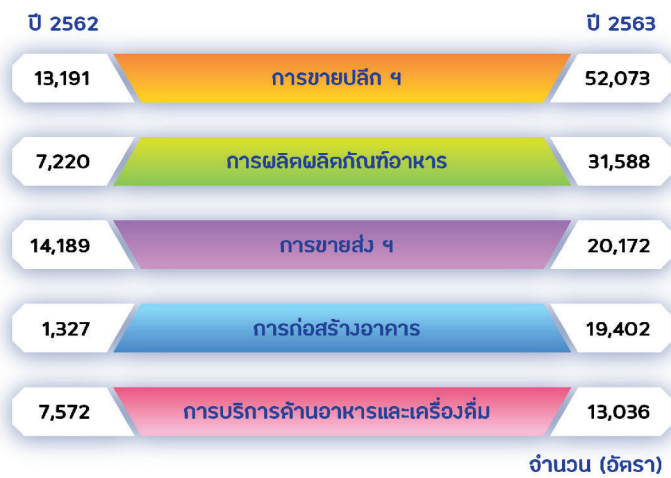 ปี 2562 ปี 2563
13,191 การขายปลีก ฯ 52,073
7,220 การผลิตผลิตภัณฑ์อาหาร 31,588
14,189 การขายส่ง ฯ 20,172
1,327 การก่อสร้างอาคาร 19,402
7,572 การบริการด้านอาหารและเครื่องดื่ม 13,036
จำนวน (อัตรา)